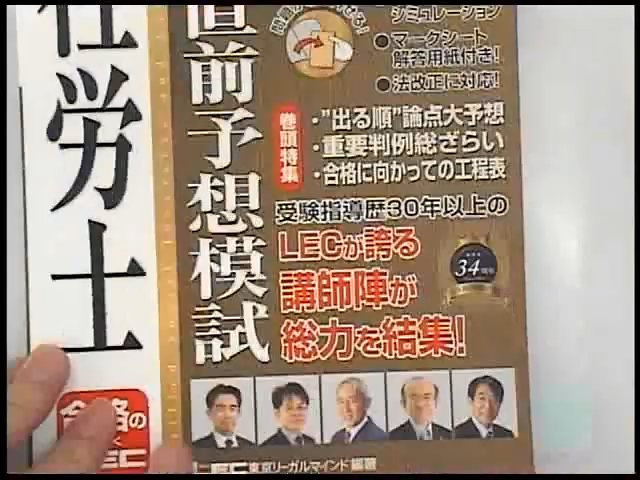 社労士
直前予想模試
シミュレーション
●マークシート
解答用紙付き!
●法改正に対応!
巻頭特集
・"出る順"論点大予想
・重要判例総ざらい
・合格に向かっての工程表
受験指導歴30年以上の
LECが誇る
講師陣が
総力を結集!
34
合格の
LEC
LEC東京リーガルマインド編著